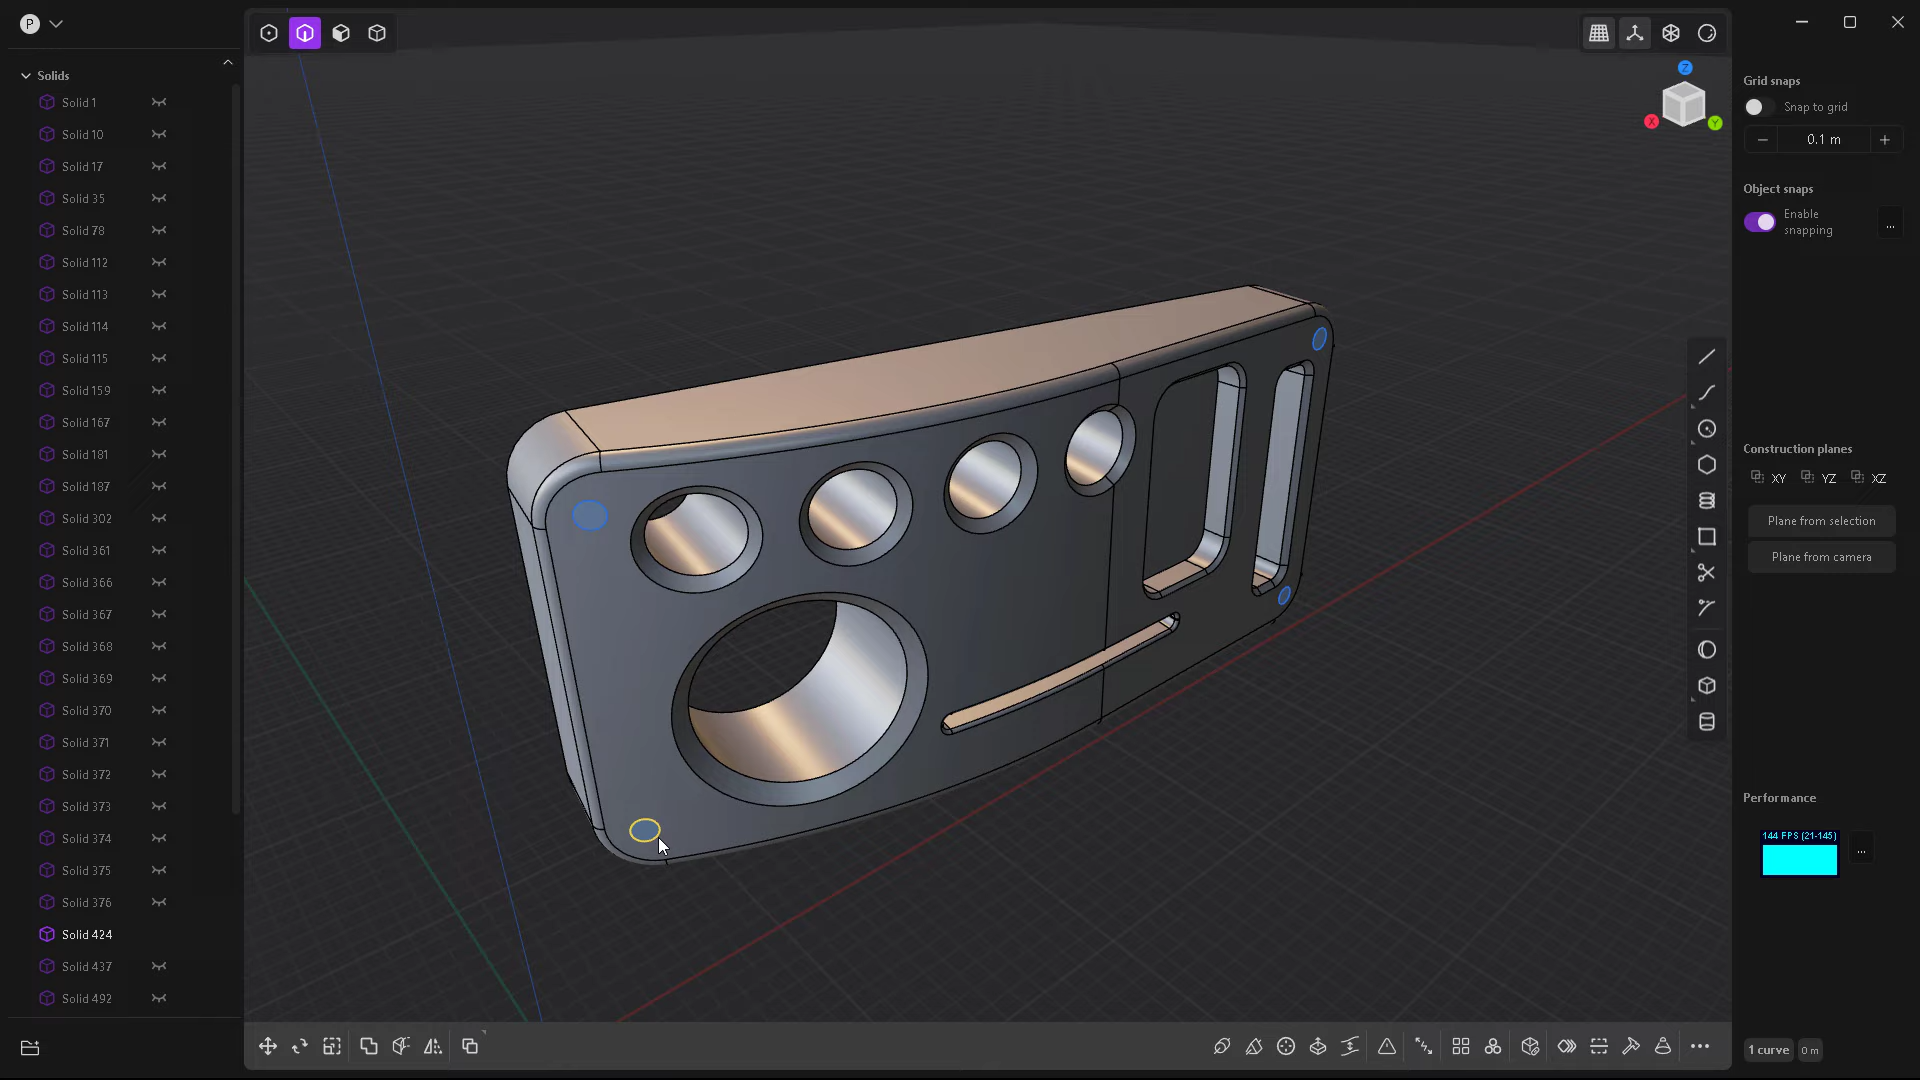 P
Solids
Solid 1
Solid 10
Solid 17
Solid 35
Solid 78
Solid 112
Solid 113
Solid 114
Solid 115
Solid 159
Solid 167
Solid 181
Solid 187
Solid 302
Solid 361
Solid 366
Solid 367
Solid 368
Solid 369
Solid 370
Solid 371
Solid 372
Solid 373
Solid 374
Solid 375
Solid 376
Solid 424
Solid 437
Solid 492
Z
X
Y
Grid snaps
Snap to grid
0.1 m
Object snaps
Enable
snapping
...
Construction planes
XY YZ XZ
Plane from selection
Plane from camera
Performance
144 FPS (21-145)
...
1 curve 0 m